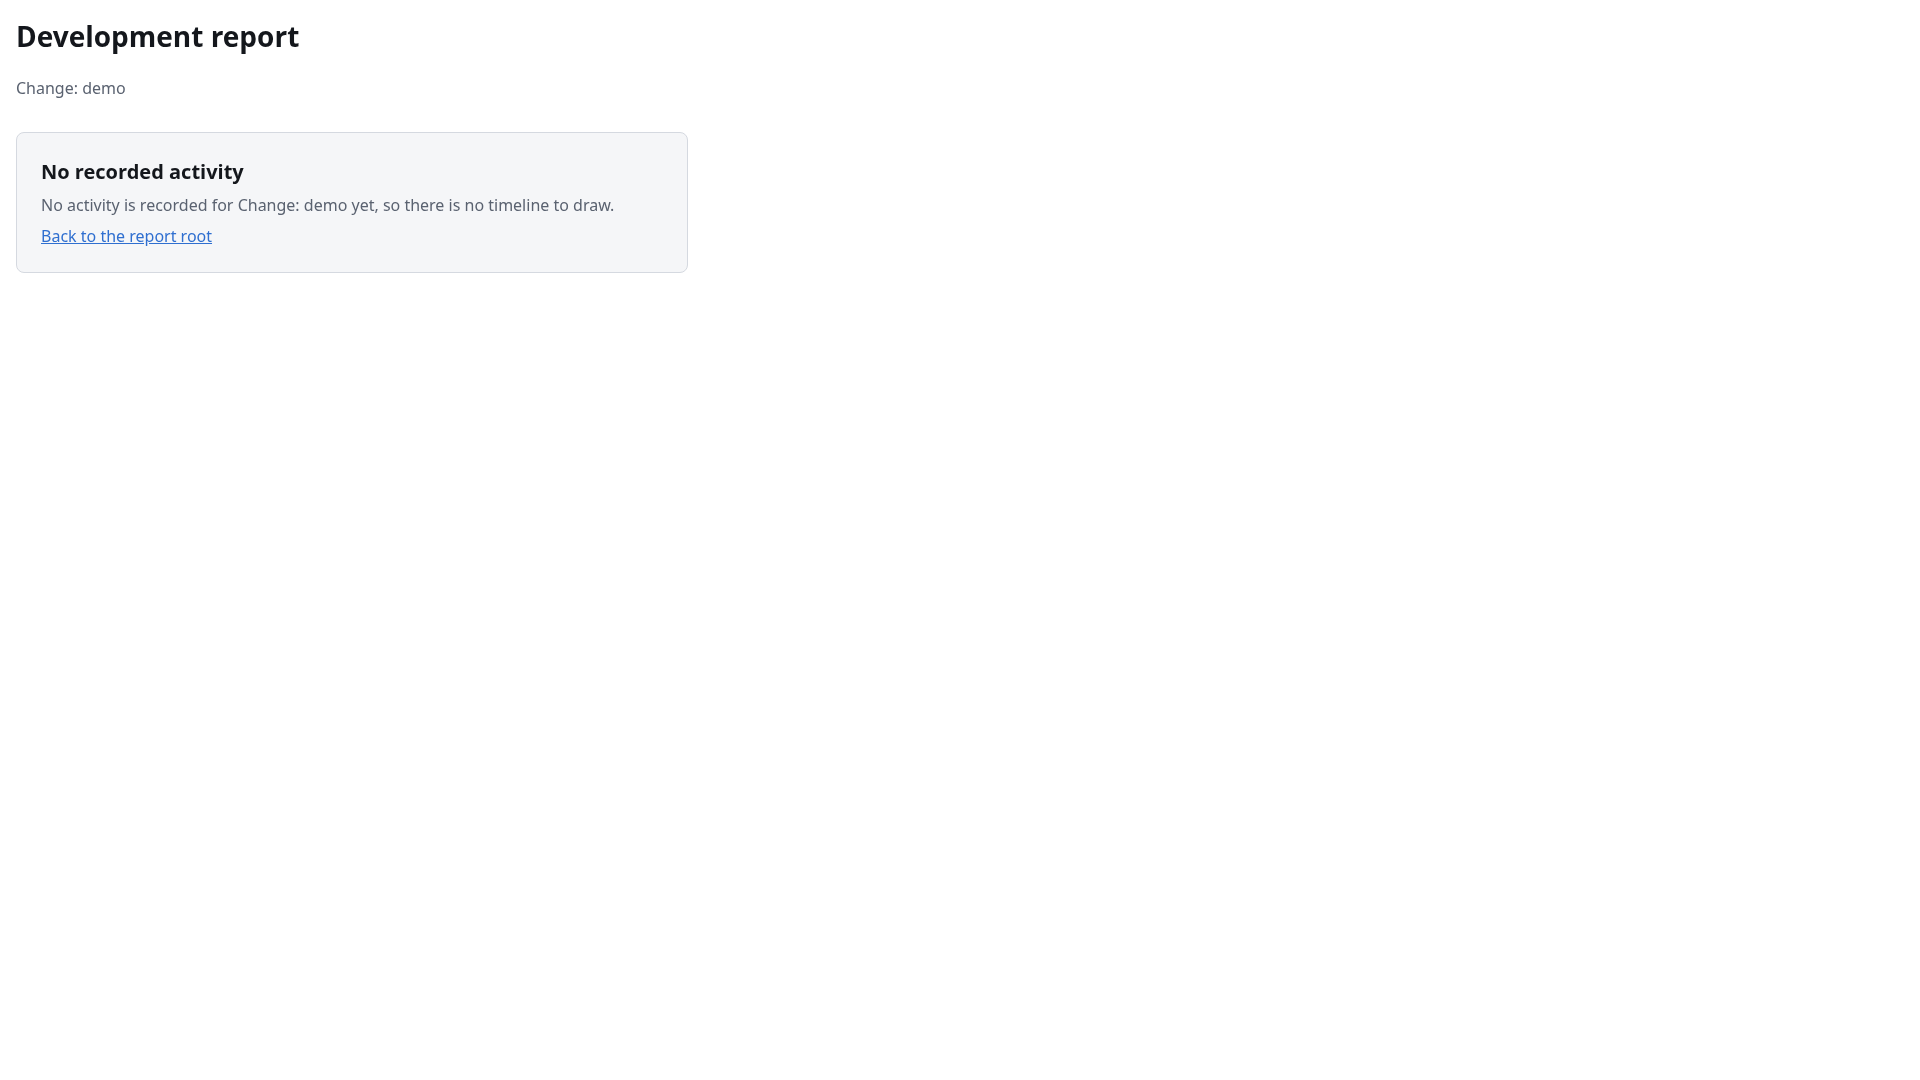 Development report
Change: demo
No recorded activity
No activity is recorded for Change: demo yet, so there is no timeline to draw.
Back to the report root